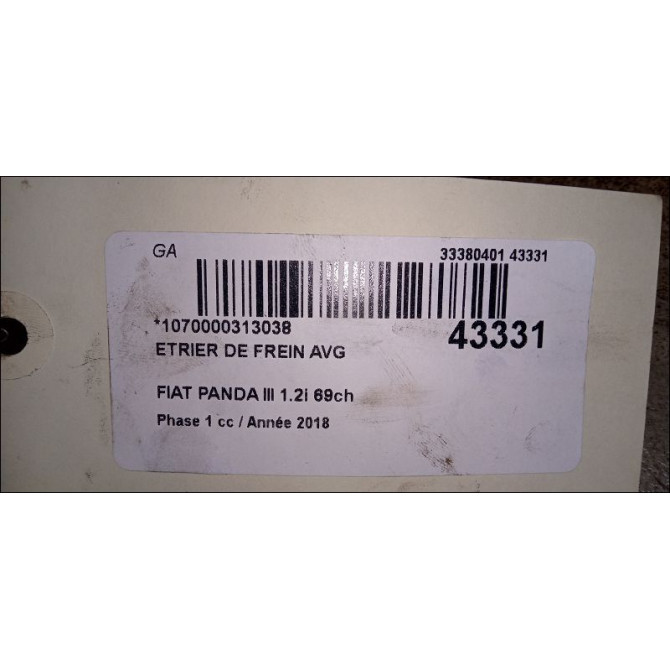 GA 33380401 43331
*1070000313038 43331
ETRIER DE FREIN AVG
FIAT PANDA III 1.2i 69ch
Phase 1 cc / Année 2018